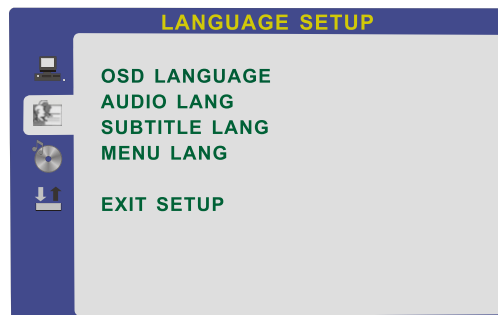 LANGUAGE SETUP
OSD LANGUAGE
AUDIO LANG
SUBTITLE LANG
MENU LANG
EXIT SETUP